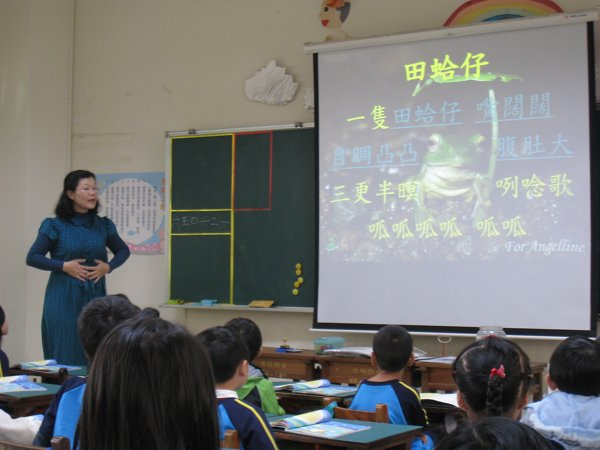 田蛤仔
一隻田蛤仔 嘴闊闊
目睭凸凸 腹肚大
三更半暝 咧唸歌
呱呱呱呱 呱呱
For Angelline